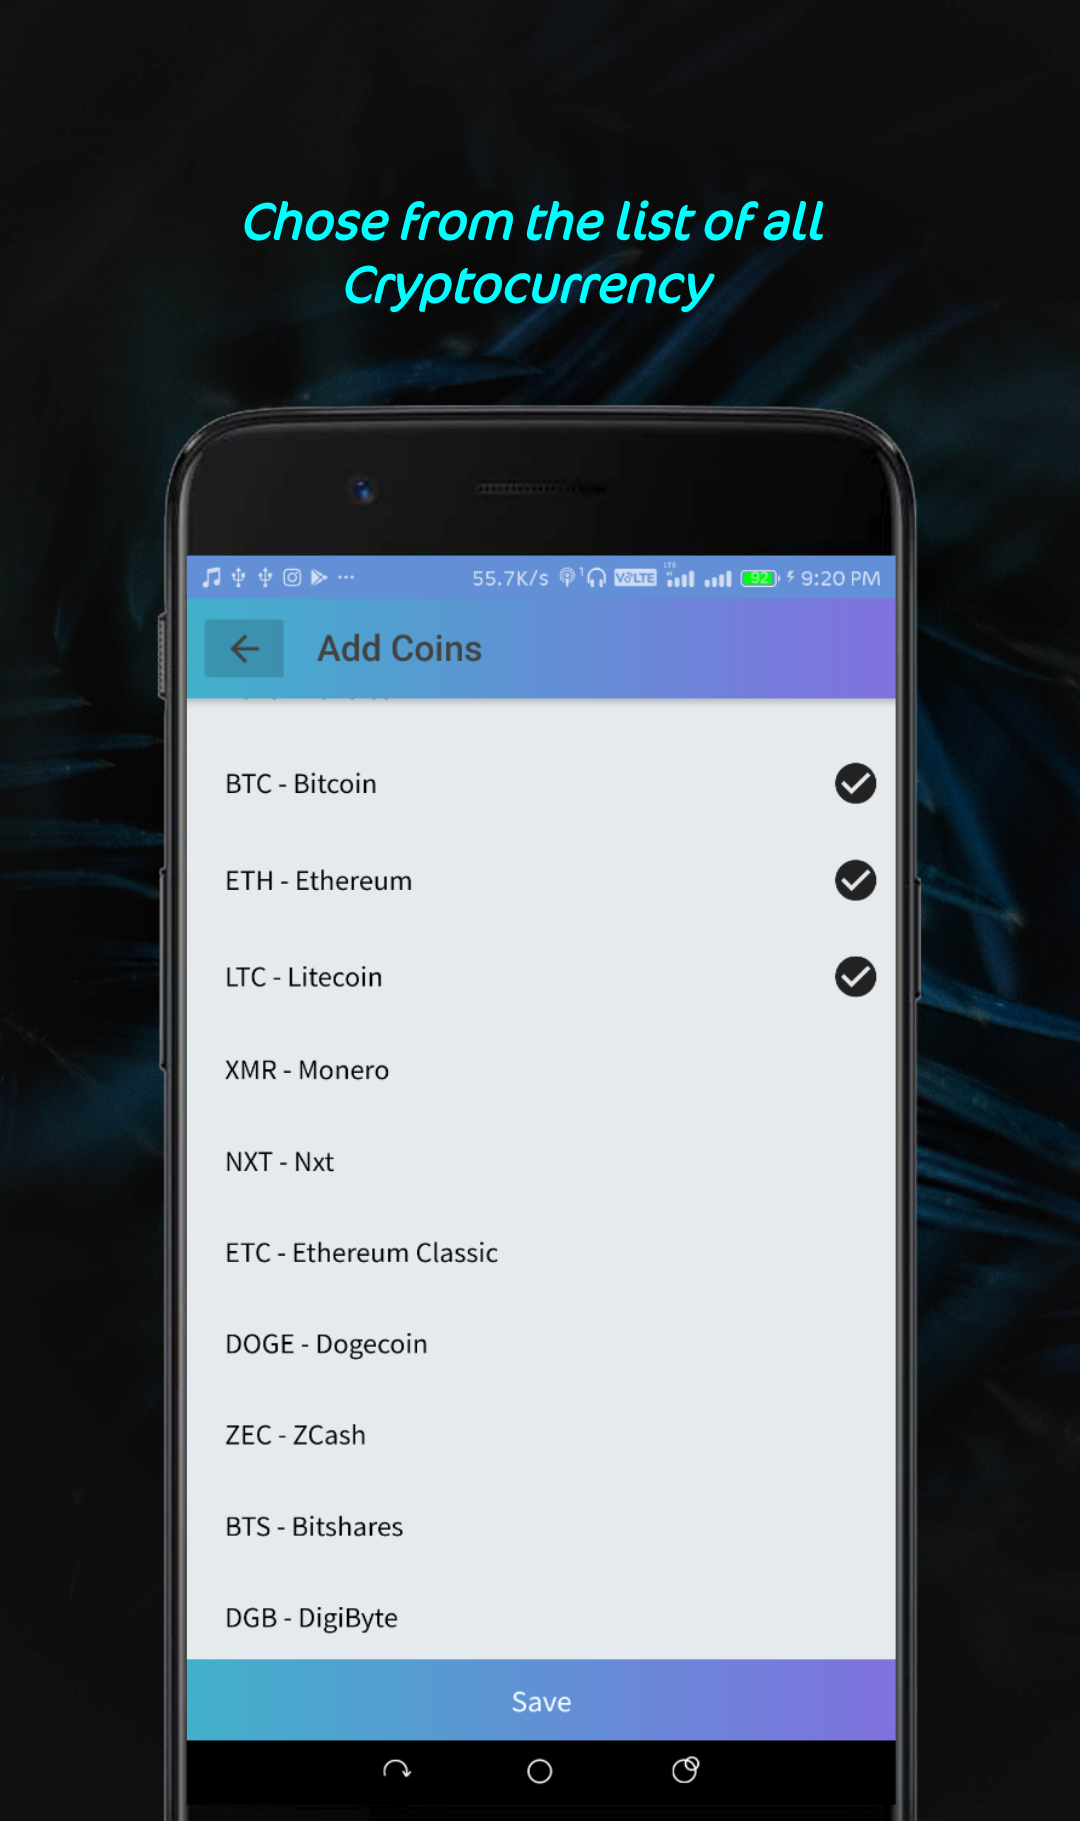 Chose from the list of all
Cryptocurrency
55.7K/s 1 VoLTE LTE 92 9:20 PM
Add Coins
BTC - Bitcoin
ETH - Ethereum
LTC - Litecoin
XMR - Monero
NXT - Nxt
ETC - Ethereum Classic
DOGE - Dogecoin
ZEC - ZCash
BTS - Bitshares
DGB - DigiByte
Save